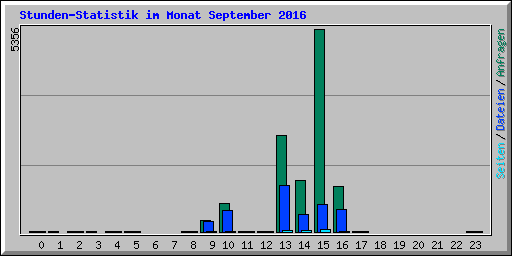 Stunden-Statistik im Monat September 2016
5356
Seiten/Dateien/Anfragen
0 1 2 3 4 5 6 7 8 9 10 11 12 13 14 15 16 17 18 19 20 21 22 23